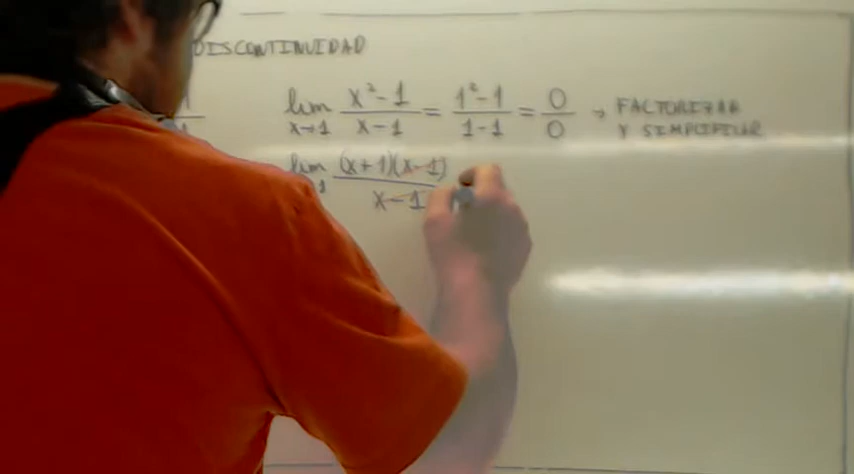 DISCONTINUIDAD
lim x→1 x²-1 / x-1 = 1²-1 / 1-1 = 0/0 → FACTORIZAR
Y SIMPLIFICAR
lim (x+1)(x-1) / x-1